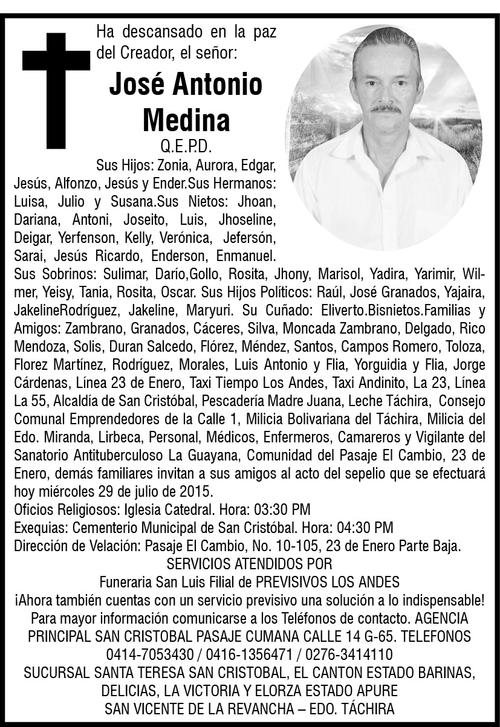 Ha descansado en la paz
del Creador, el señor:
José Antonio
Medina
Q.E.P.D.
Sus Hijos: Zonia, Aurora, Edgar,
Jesús, Alfonzo, Jesús y Ender.Sus Hermanos:
Luisa, Julio y Susana.Sus Nietos: Jhoan,
Dariana, Antoni, Joseito, Luis, Jhoseline,
Deigar, Yerfenson, Kelly, Verónica, Jefersón,
Sarai, Jesús Ricardo, Enderson, Enmanuel.
Sus Sobrinos: Sulimar, Darío,Gollo, Rosita, Jhony, Marisol, Yadira, Yarimir, Wil-
mer, Yeisy, Tania, Rosita, Oscar. Sus Hijos Politicos: Raúl, José Granados, Yajaira,
JakelineRodríguez, Jakeline, Maryuri. Su Cuñado: Eliverto.Bisnietos.Familias y
Amigos: Zambrano, Granados, Cáceres, Silva, Moncada Zambrano, Delgado, Rico
Mendoza, Solis, Duran Salcedo, Flórez, Méndez, Santos, Campos Romero, Toloza,
Florez Martínez, Rodríguez, Morales, Luis Antonio y Flia, Yorguidia y Flia, Jorge
Cárdenas, Línea 23 de Enero, Taxi Tiempo Los Andes, Taxi Andinito, La 23, Línea
La 55, Alcaldía de San Cristóbal, Pescadería Madre Juana, Leche Táchira, Consejo
Comunal Emprendedores de la Calle 1, Milicia Bolivariana del Táchira, Milicia del
Edo. Miranda, Lirbeca, Personal, Médicos, Enfermeros, Camareros y Vigilante del
Sanatorio Antituberculoso La Guayana, Comunidad del Pasaje El Cambio, 23 de
Enero, demás familiares invitan a sus amigos al acto del sepelio que se efectuará
hoy miércoles 29 de julio de 2015.
Oficios Religiosos: Iglesia Catedral. Hora: 03:30 PM
Exequias: Cementerio Municipal de San Cristóbal. Hora: 04:30 PM
Dirección de Velación: Pasaje El Cambio, No. 10-105, 23 de Enero Parte Baja.
SERVICIOS ATENDIDOS POR
Funeraria San Luis Filial de PREVISIVOS LOS ANDES
¡Ahora también cuentas con un servicio previsivo una solución a lo indispensable!
Para mayor información comunicarse a los Teléfonos de contacto. AGENCIA
PRINCIPAL SAN CRISTOBAL PASAJE CUMANA CALLE 14 G-65. TELEFONOS
0414-7053430 / 0416-1356471 / 0276-3414110
SUCURSAL SANTA TERESA SAN CRISTOBAL, EL CANTON ESTADO BARINAS,
DELICIAS, LA VICTORIA Y ELORZA ESTADO APURE
SAN VICENTE DE LA REVANCHA – EDO. TÁCHIRA